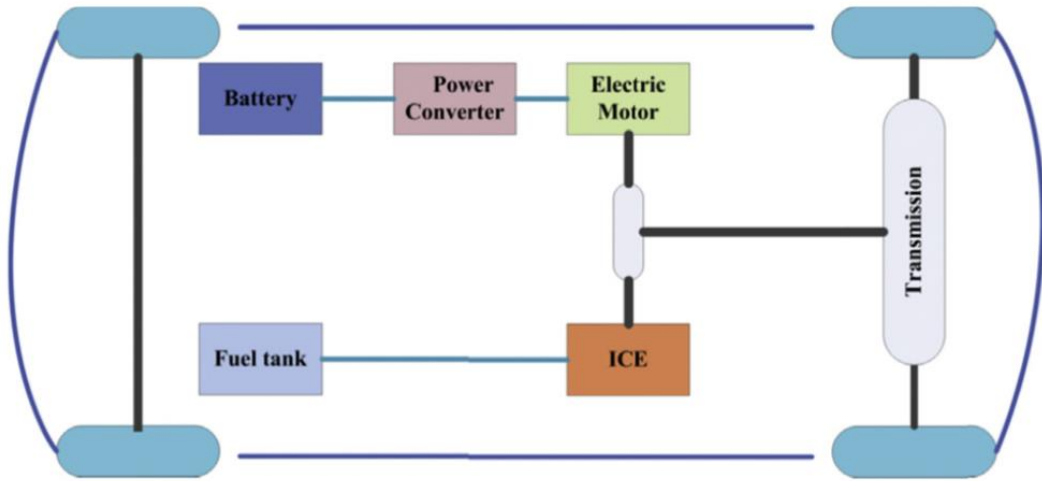 Battery
Power
Converter
Electric
Motor
Transmission
Fuel tank
ICE